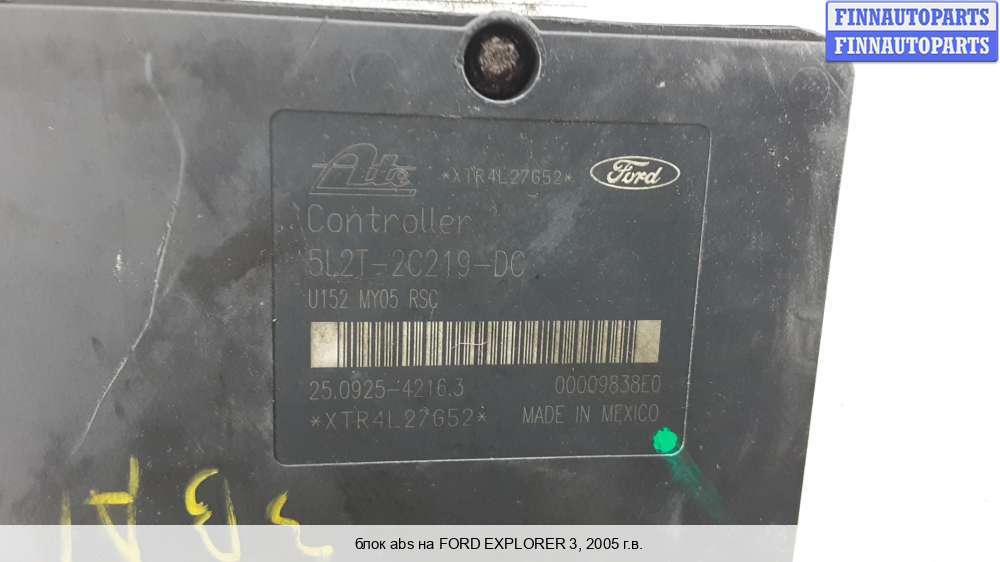 FINNAUTOPARTS
FINNAUTOPARTS
Ate *XTR4L27G52* Ford
Controller
5L2T-2C219-DC
U152 MY05 RSC
25.0925-4216.3 00009838E0
*XTR4L27G52* MADE IN MEXICO
блок abs на FORD EXPLORER 3, 2005 г.в.